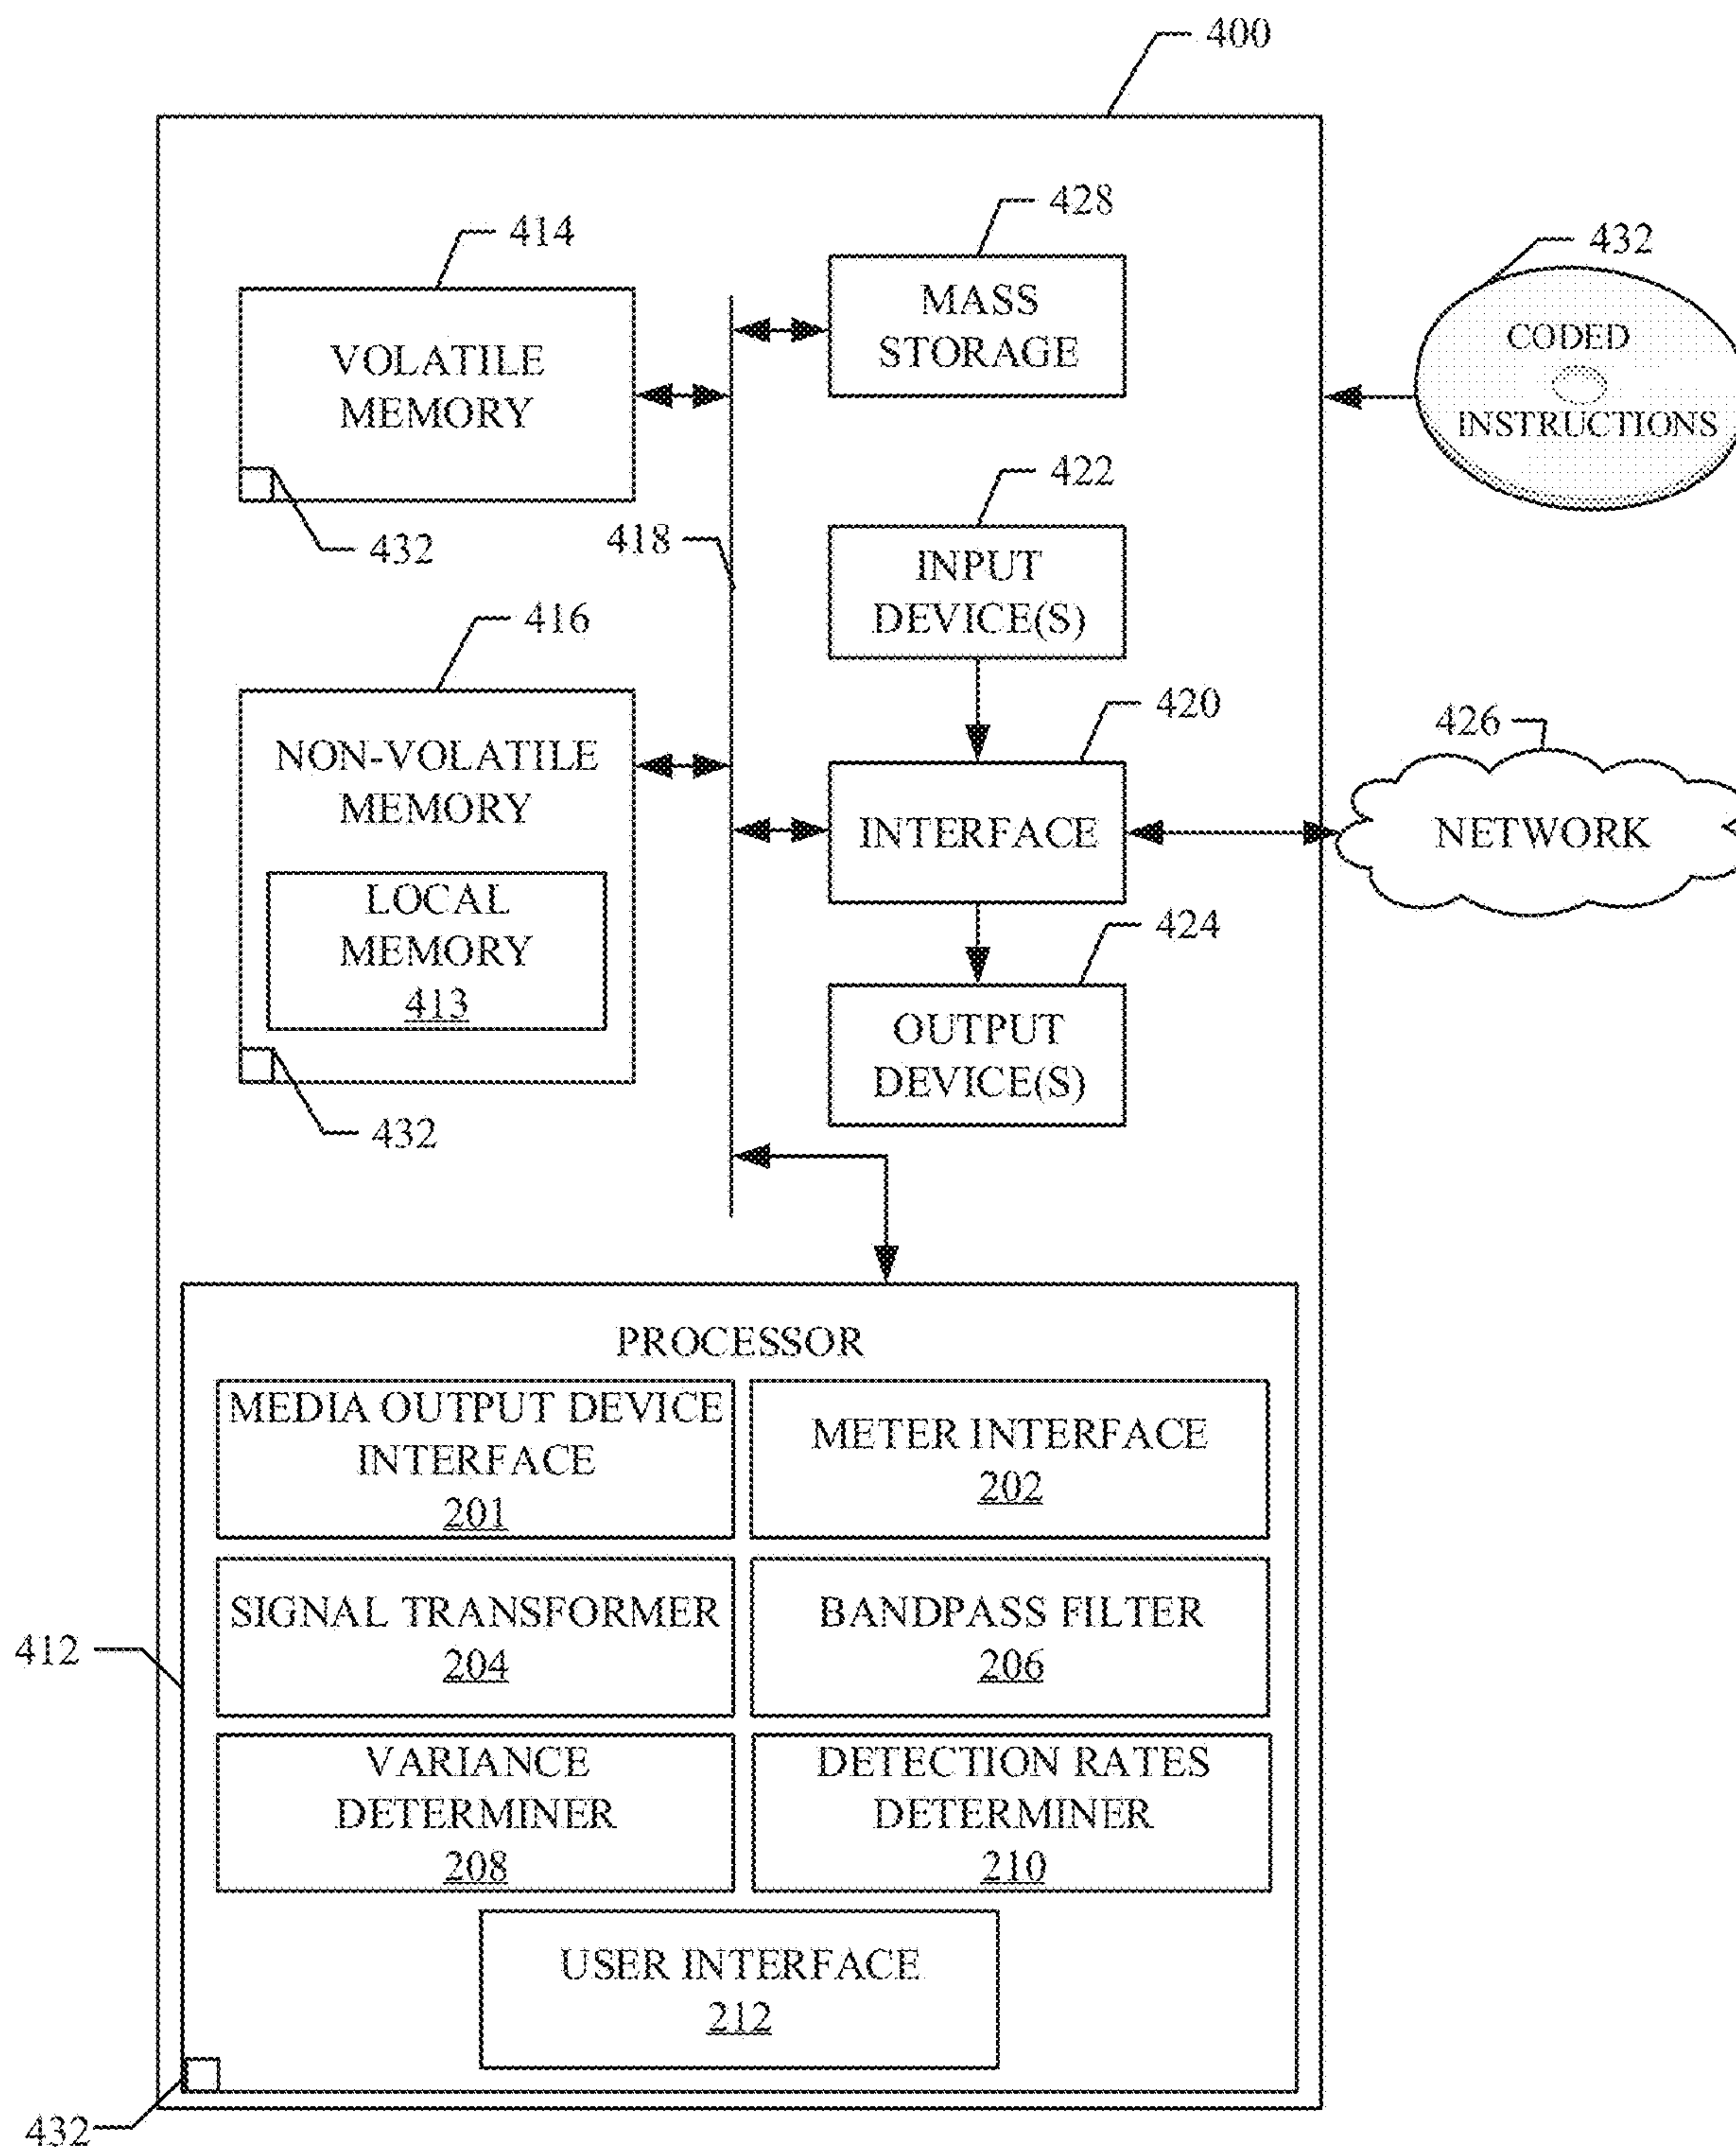 400
414
VOLATILE
MEMORY
432
428
MASS
STORAGE
432
CODED
INSTRUCTIONS
418
422
INPUT
DEVICE(S)
416
NON-VOLATILE
MEMORY
LOCAL
MEMORY
413
432
420
INTERFACE
426
NETWORK
424
OUTPUT
DEVICE(S)
PROCESSOR
MEDIA OUTPUT DEVICE
INTERFACE
201
METER INTERFACE
202
SIGNAL TRANSFORMER
204
BANDPASS FILTER
206
412
VARIANCE
DETERMINER
208
DETECTION RATES
DETERMINER
210
USER INTERFACE
212
432